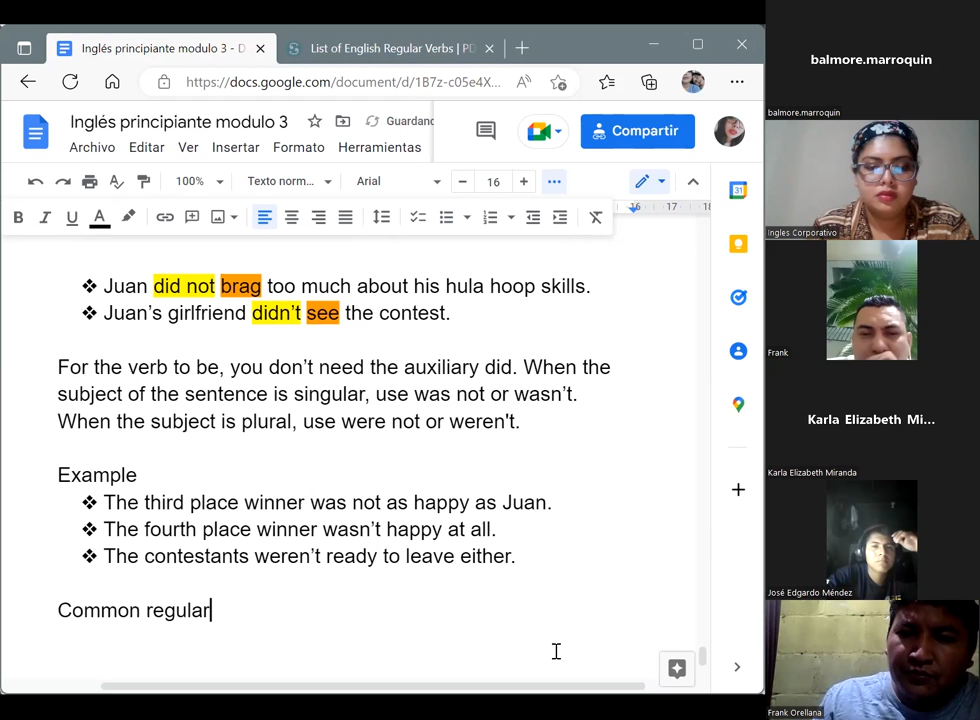 Inglés principiante modulo 3 - D
List of English Regular Verbs | PD
https://docs.google.com/document/d/1B7z-c05e4X...
Inglés principiante modulo 3
Guardando
Compartir
Archivo Editar Ver Insertar Formato Herramientas
100% Texto norm... Arial 16
16 17 18
❖ Juan did not brag too much about his hula hoop skills.
❖ Juan’s girlfriend didn’t see the contest.
For the verb to be, you don’t need the auxiliary did. When the
subject of the sentence is singular, use was not or wasn’t.
When the subject is plural, use were not or weren't.
Example
❖ The third place winner was not as happy as Juan.
❖ The fourth place winner wasn’t happy at all.
❖ The contestants weren’t ready to leave either.
Common regular
balmore.marroquin
balmore.marroquin
Ingles Corporativo
Frank
Karla Elizabeth Mi...
Karla Elizabeth Miranda
José Edgardo Méndez
Frank Orellana